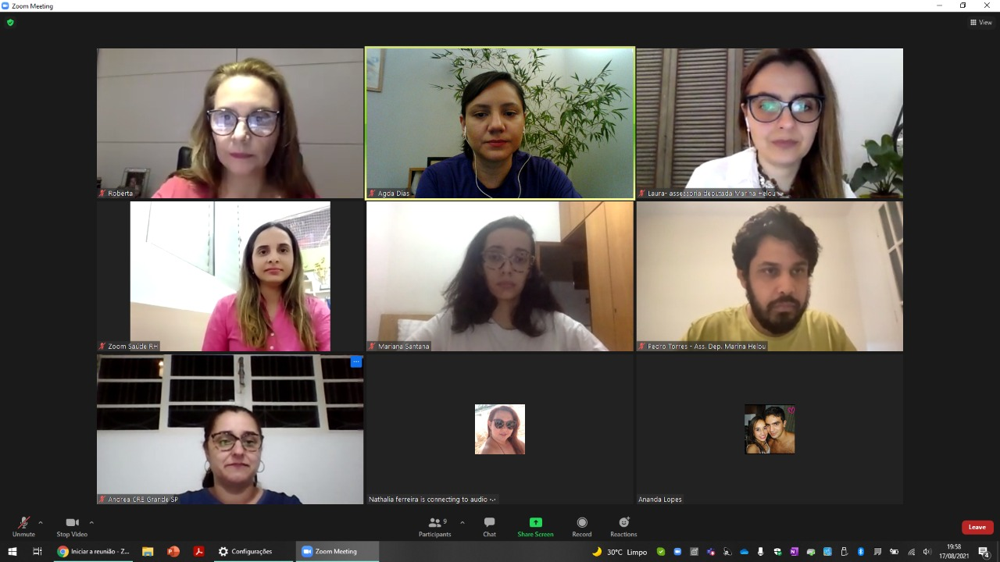 Zoom Meeting
View
Roberta
Agda Dias
Laura- assessoria deputada Marina Helou
Zoom Saúde RH
Mariana Santana
Pedro Torres - Ass. Dep. Marina Helou
Andrea CRE Grande SP
Nathalia ferreira is connecting to audio
Ananda Lopes
Unmute
Stop Video
9
Participants
Chat
Share Screen
Record
Reactions
Leave
Iniciar a reunião - Z...
Configurações
Zoom Meeting
30°C Limpo
19:58
17/08/2021